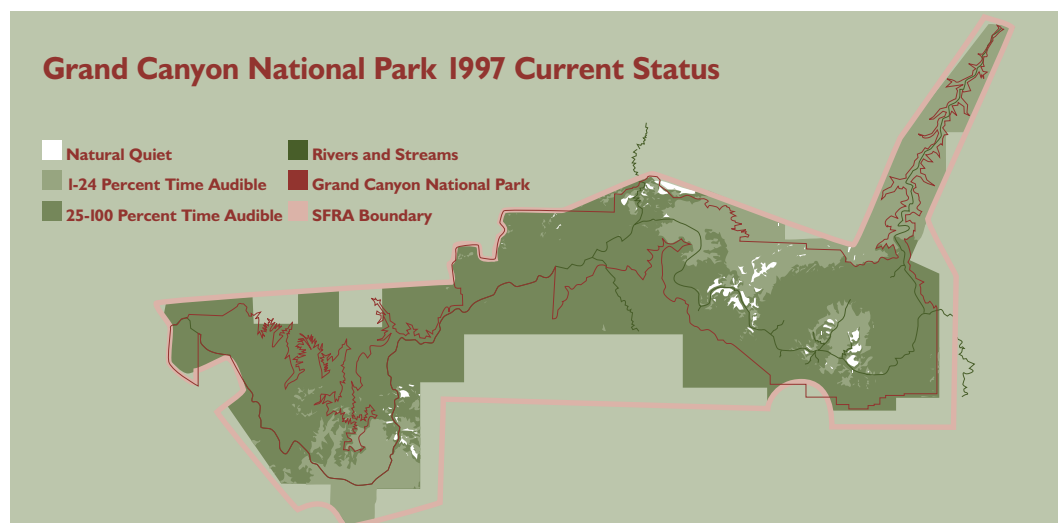 Grand Canyon National Park 1997 Current Status
Natural Quiet
1-24 Percent Time Audible
25-100 Percent Time Audible
Rivers and Streams
Grand Canyon National Park
SFRA Boundary